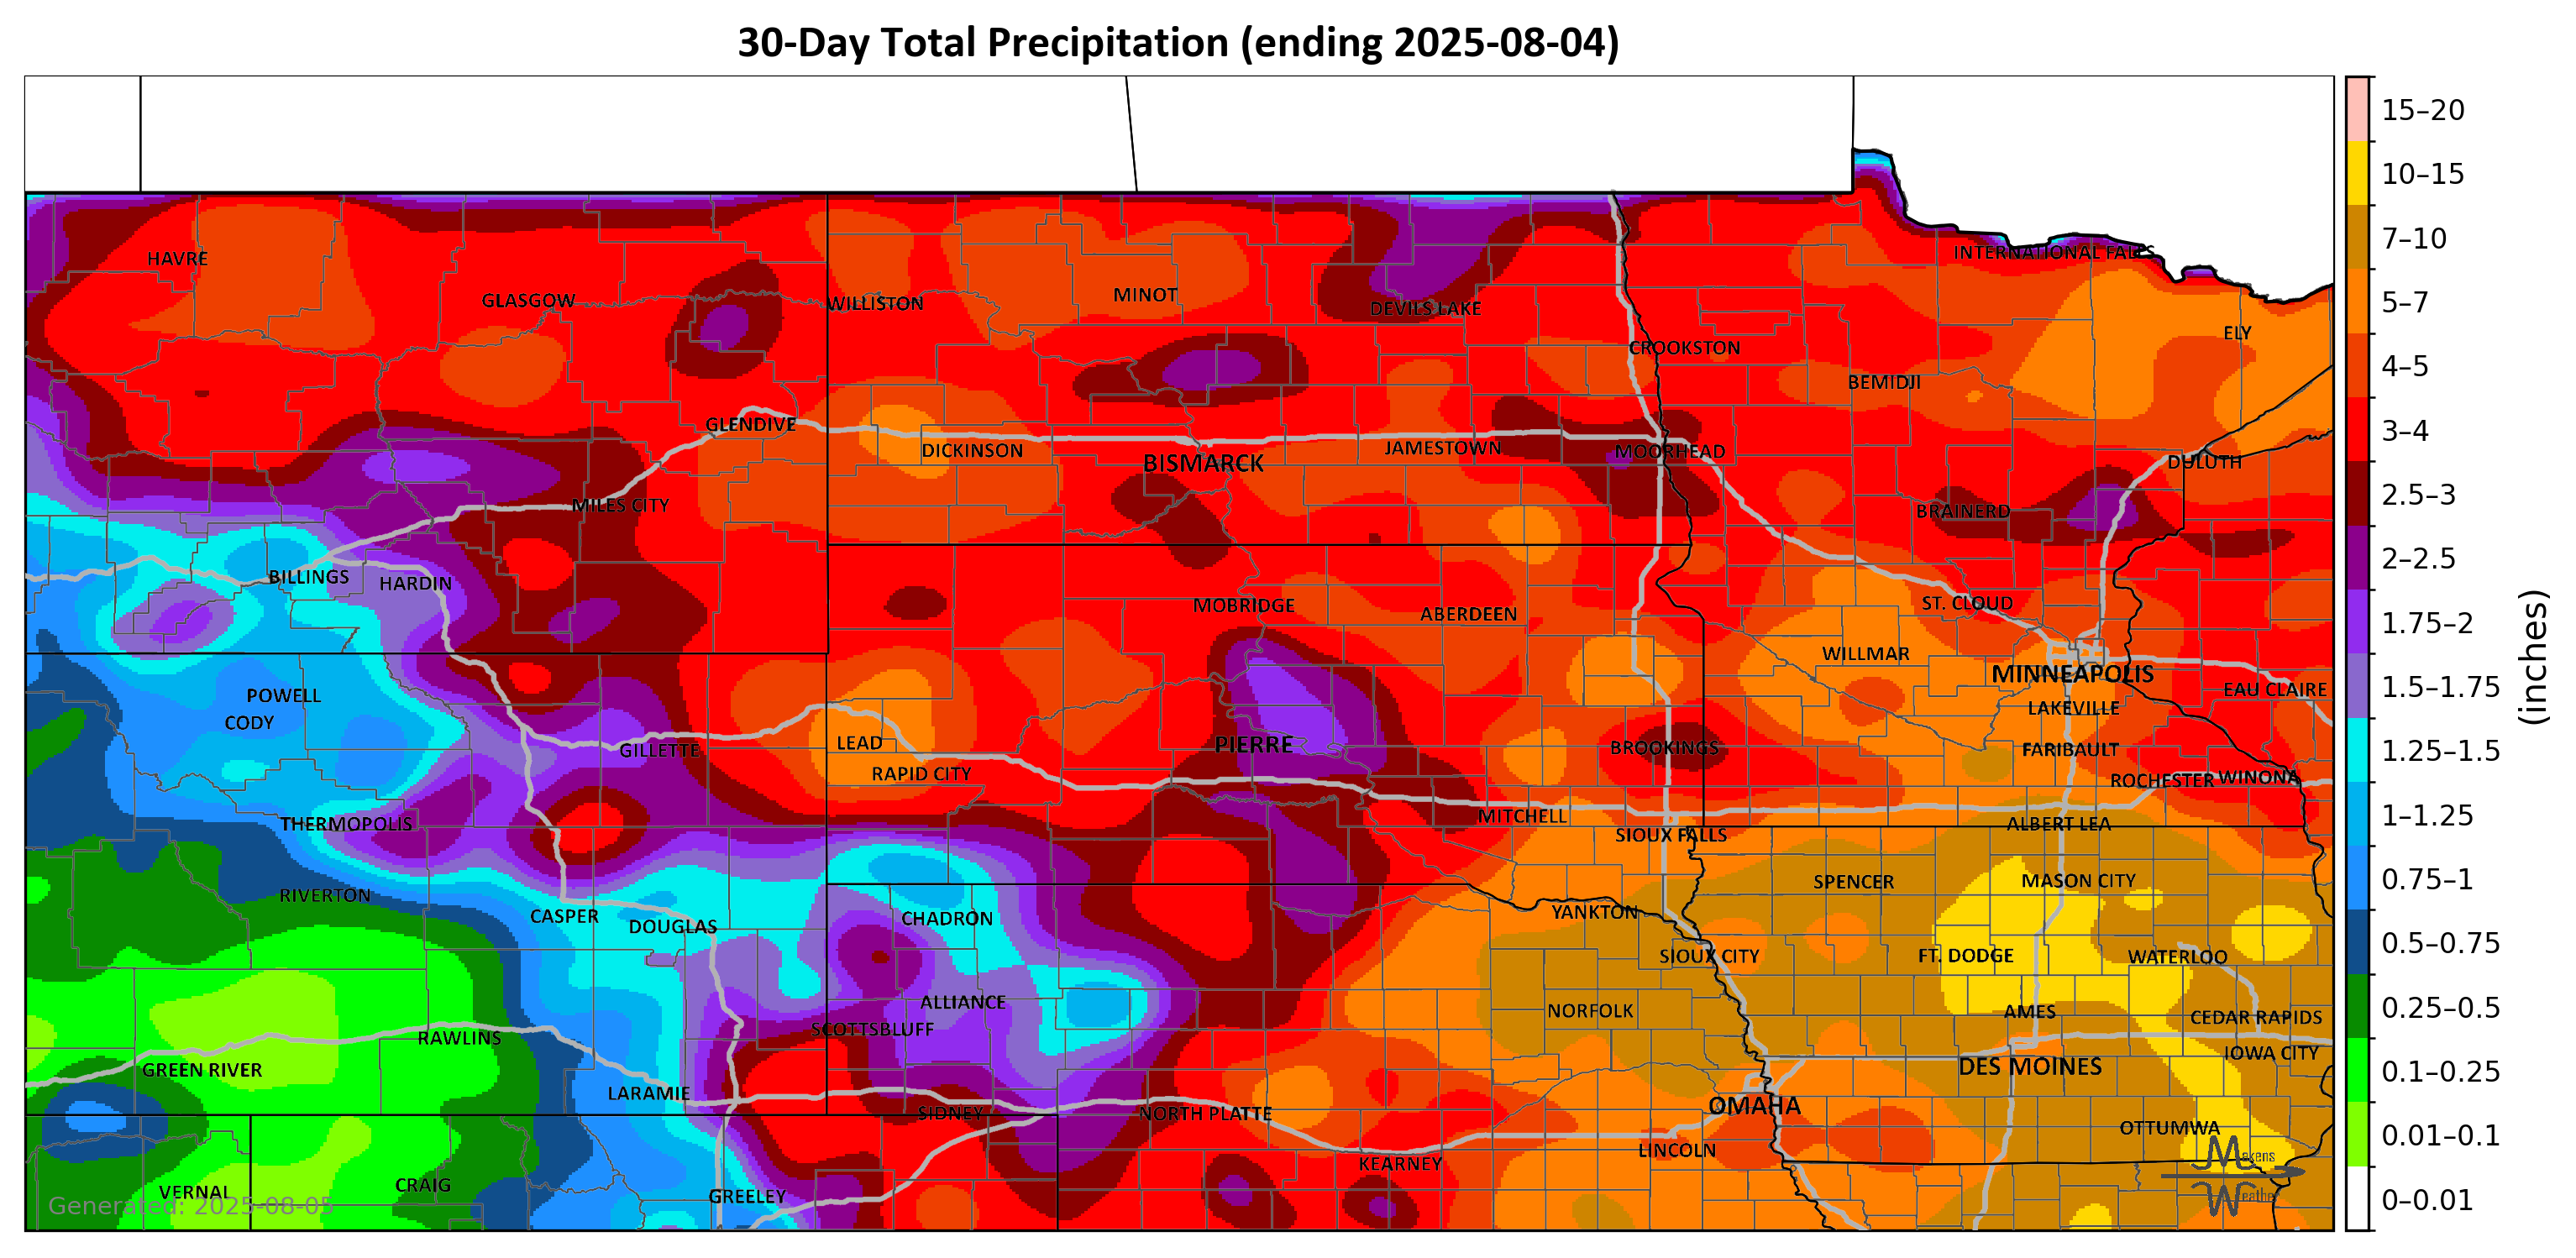 30-Day Total Precipitation (ending 2025-08-04)
15–20
10–15
7–10
5–7
4–5
3–4
2.5–3
2–2.5
1.75–2
1.5–1.75
1.25–1.5
1–1.25
0.75–1
0.5–0.75
0.25–0.5
0.1–0.25
0.01–0.1
0–0.01
(inches)
INTERNATIONAL FALLS
HAVRE
GLASGOW
WILLISTON
MINOT
DEVILS LAKE
ELY
CROOKSTON
BEMIDJI
GLENDIVE
DICKINSON
BISMARCK
JAMESTOWN
MOORHEAD
DULUTH
MILES CITY
BRAINERD
BILLINGS
HARDIN
MOBRIDGE
ABERDEEN
ST. CLOUD
WILLMAR
MINNEAPOLIS
EAU CLAIRE
POWELL
CODY
LAKEVILLE
GILLETTE
LEAD
PIERRE
BROOKINGS
FARIBAULT
RAPID CITY
ROCHESTER
WINONA
THERMOPOLIS
MITCHELL
SIOUX FALLS
ALBERT LEA
RIVERTON
SPENCER
MASON CITY
CASPER
DOUGLAS
CHADRON
YANKTON
SIOUX CITY
FT. DODGE
WATERLOO
ALLIANCE
NORFOLK
AMES
CEDAR RAPIDS
SCOTTSBLUFF
RAWLINS
IOWA CITY
GREEN RIVER
DES MOINES
LARAMIE
SIDNEY
NORTH PLATTE
OMAHA
OTTUMWA
LINCOLN
KEARNEY
VERNAL
CRAIG
GREELEY
Makens
Weather
Generated: 2025-08-05